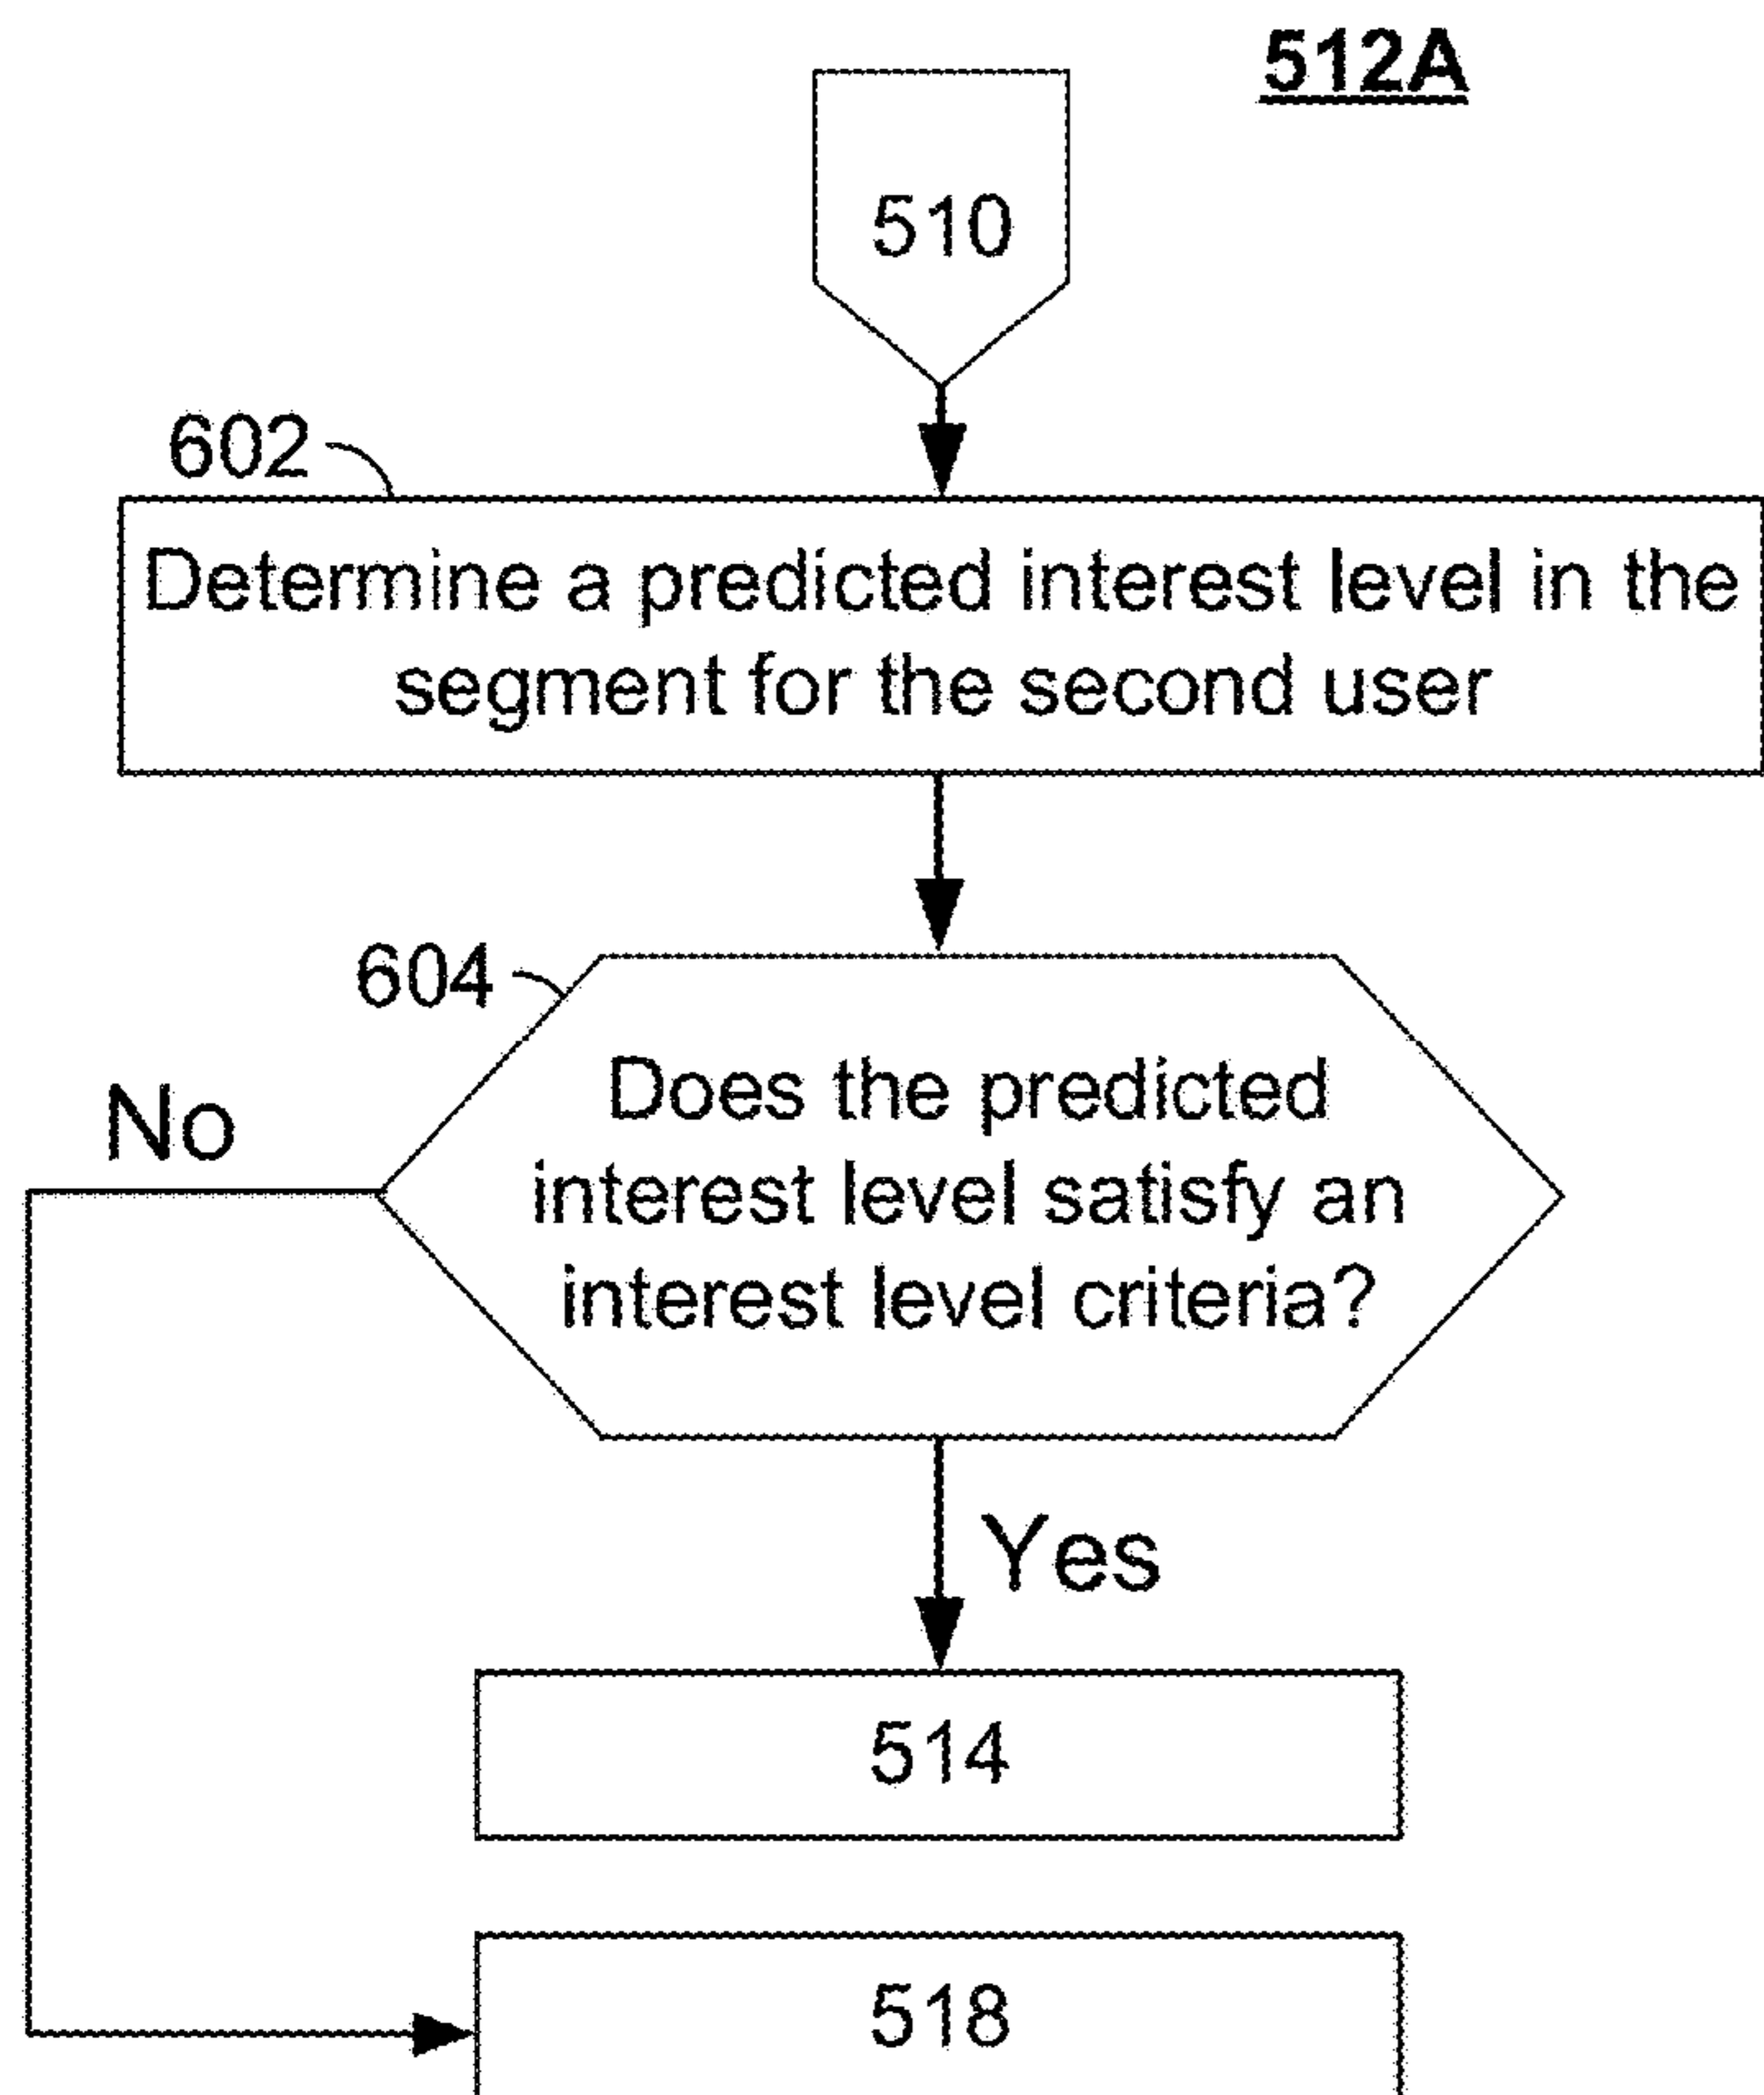 512A
510
602
Determine a predicted interest level in the
segment for the second user
604
No
Does the predicted
interest level satisfy an
interest level criteria?
Yes
514
518